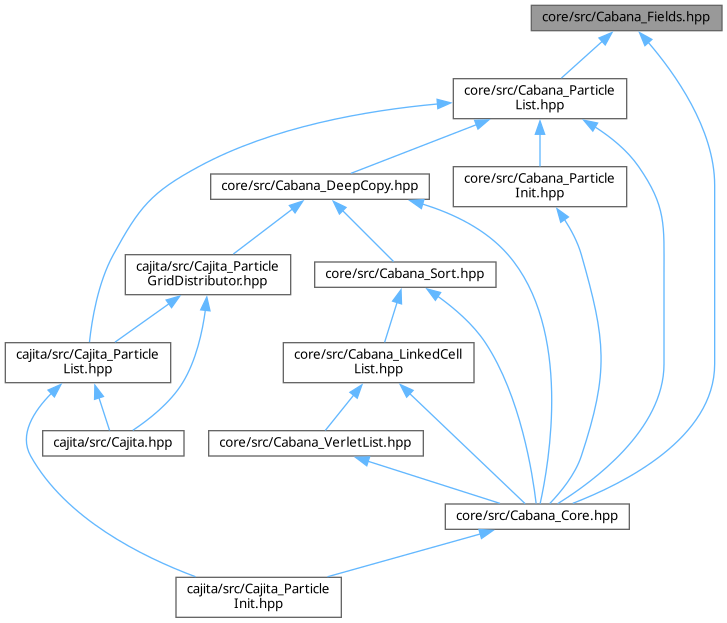 core/src/Cabana_Fields.hpp
core/src/Cabana_Particle
List.hpp
core/src/Cabana_DeepCopy.hpp
core/src/Cabana_Particle
Init.hpp
cajita/src/Cajita_Particle
GridDistributor.hpp
core/src/Cabana_Sort.hpp
cajita/src/Cajita_Particle
List.hpp
core/src/Cabana_LinkedCell
List.hpp
cajita/src/Cajita.hpp
core/src/Cabana_VerletList.hpp
core/src/Cabana_Core.hpp
cajita/src/Cajita_Particle
Init.hpp